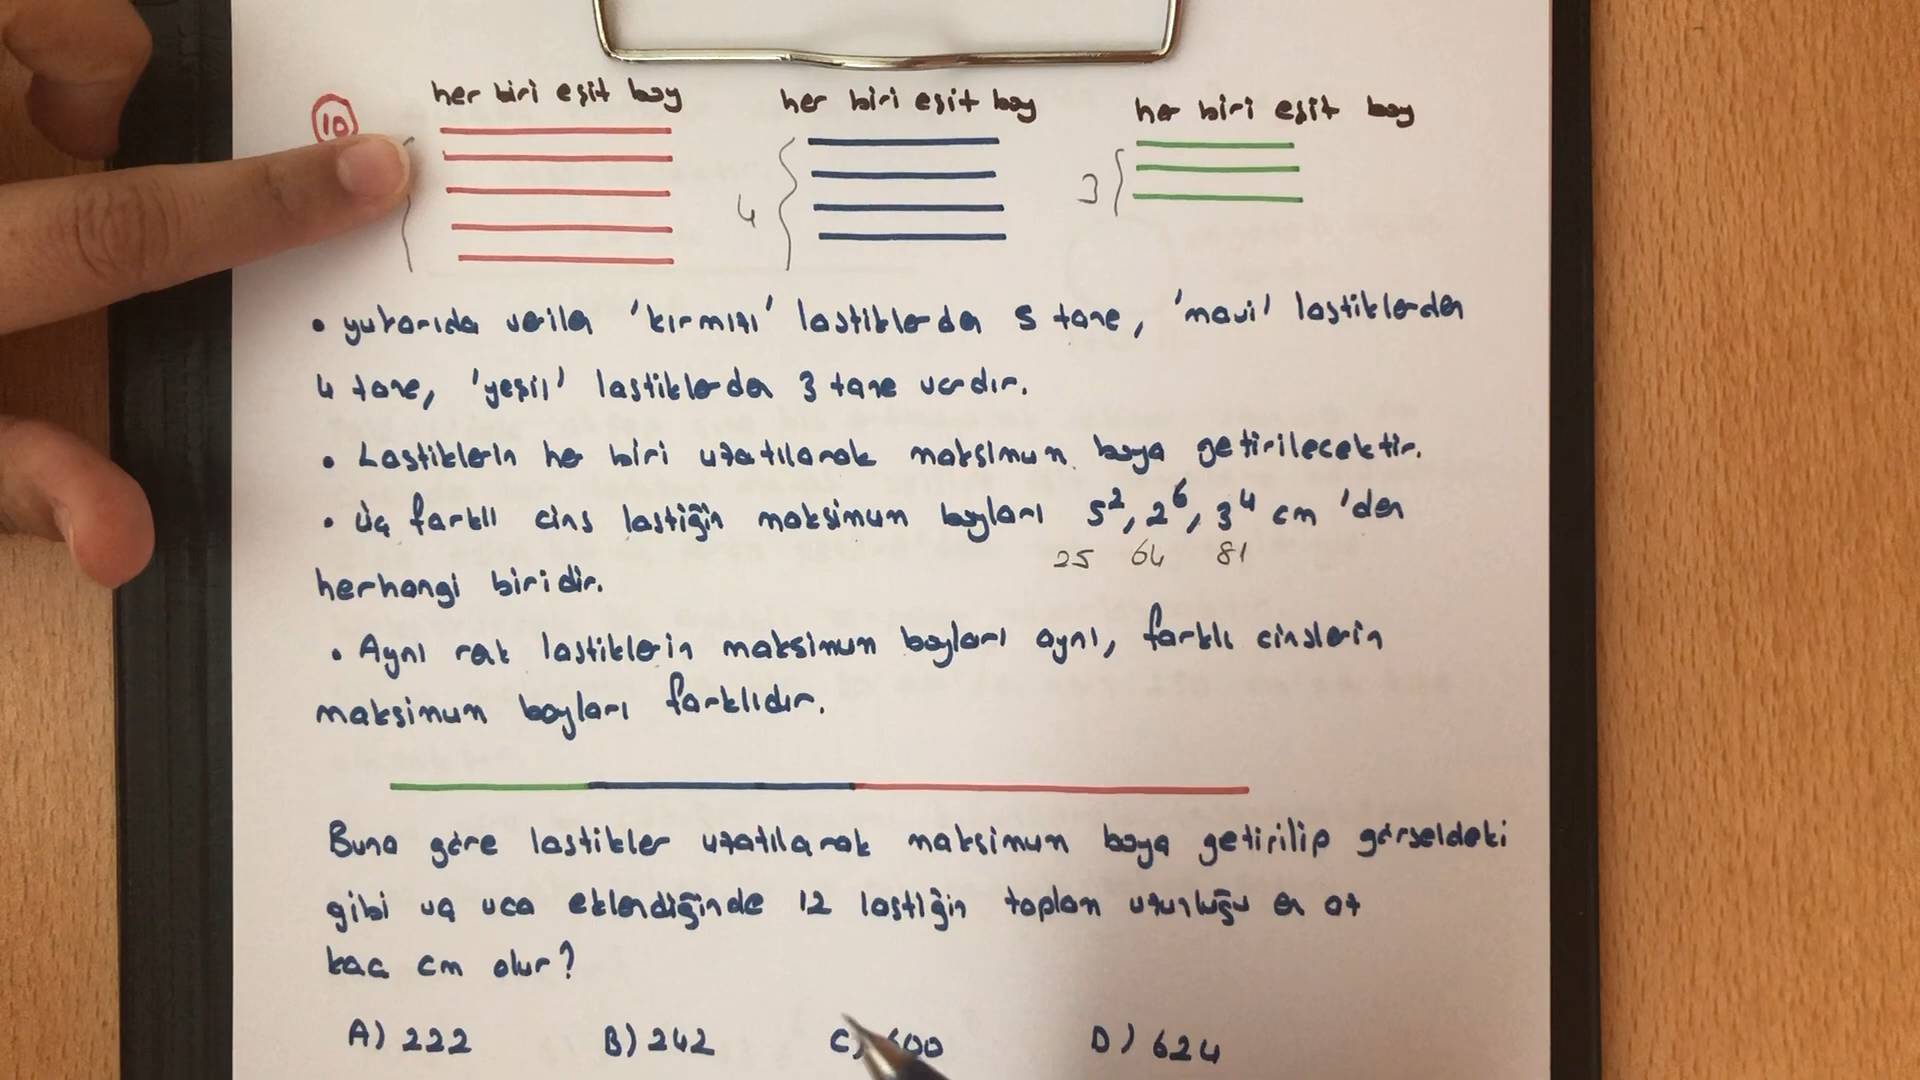 10
her biri eşit boy
her biri eşit boy
her biri eşit boy
4
3
• yukarıda verilen 'kırmızı' lastiklerden 5 tane, 'mavi' lastiklerden
4 tane, 'yeşil' lastiklerden 3 tane vardır.
• Lastiklerin her biri uzatılarak maksimum boya getirilecektir.
• Üç farklı cins lastiğin maksimum boyları 5², 2⁶, 3⁴ cm 'den
25 64 81
herhangi biridir.
• Aynı renk lastiklerin maksimum boyları aynı, farklı cinslerin
maksimum boyları farklıdır.
Buna göre lastikler uzatılarak maksimum boya getirilip görseldeki
gibi uç uca eklendiğinde 12 lastiğin toplam uzunluğu en az
kaç cm olur?
A) 222 B) 242 C) 600 D) 624